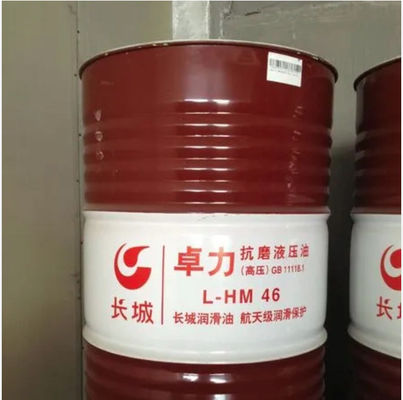 卓力 抗磨液压油
(高压) GB 11118.1
L-HM 46
长城
长城润滑油 航天级润滑保护